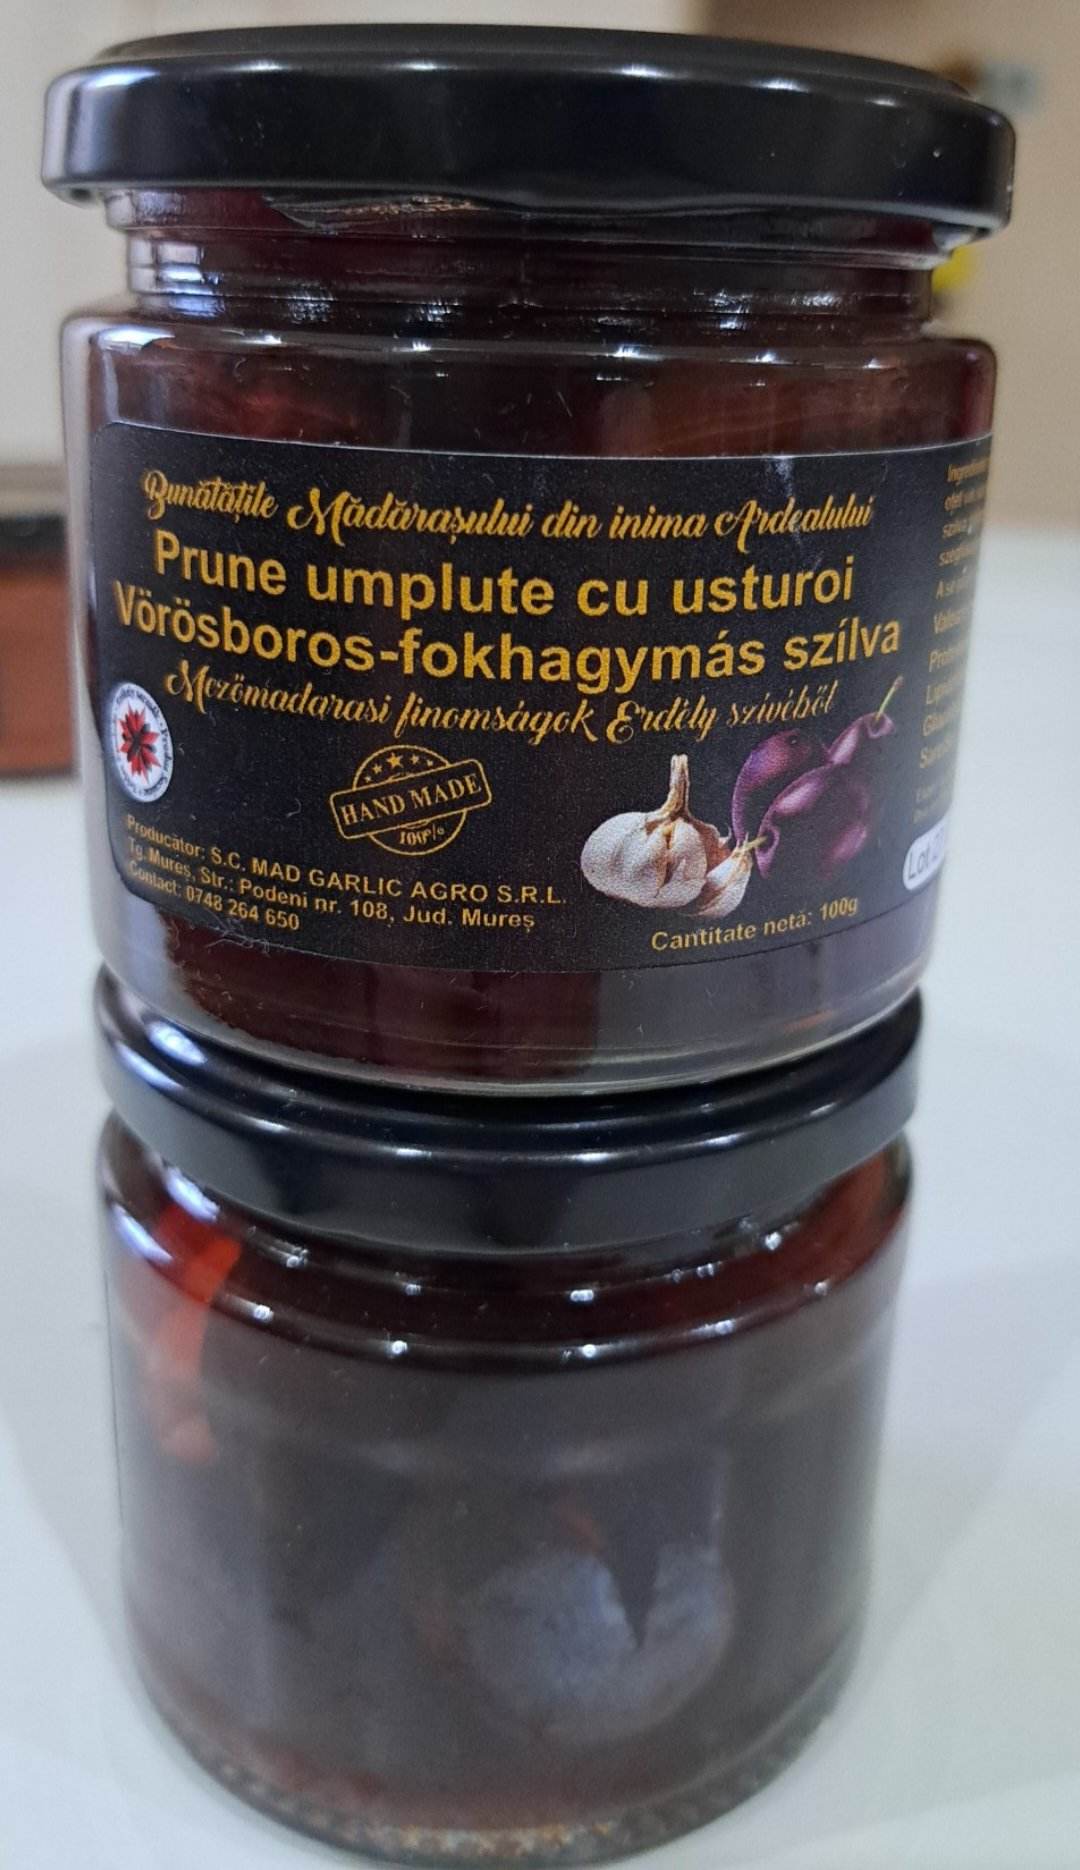 Bunătățile Mădărașului din inima Ardealului
Prune umplute cu usturoi
Vörösboros-fokhagymás szílva
Mezőmadarasi finomságok Erdély szívéből
HAND MADE
100%
Producător: S.C. MAD GARLIC AGRO S.R.L.
Tg. Mureș, Str.: Podeni nr. 108, Jud. Mureș
Contact: 0748 264 650
Cantitate netă: 100g
Lot